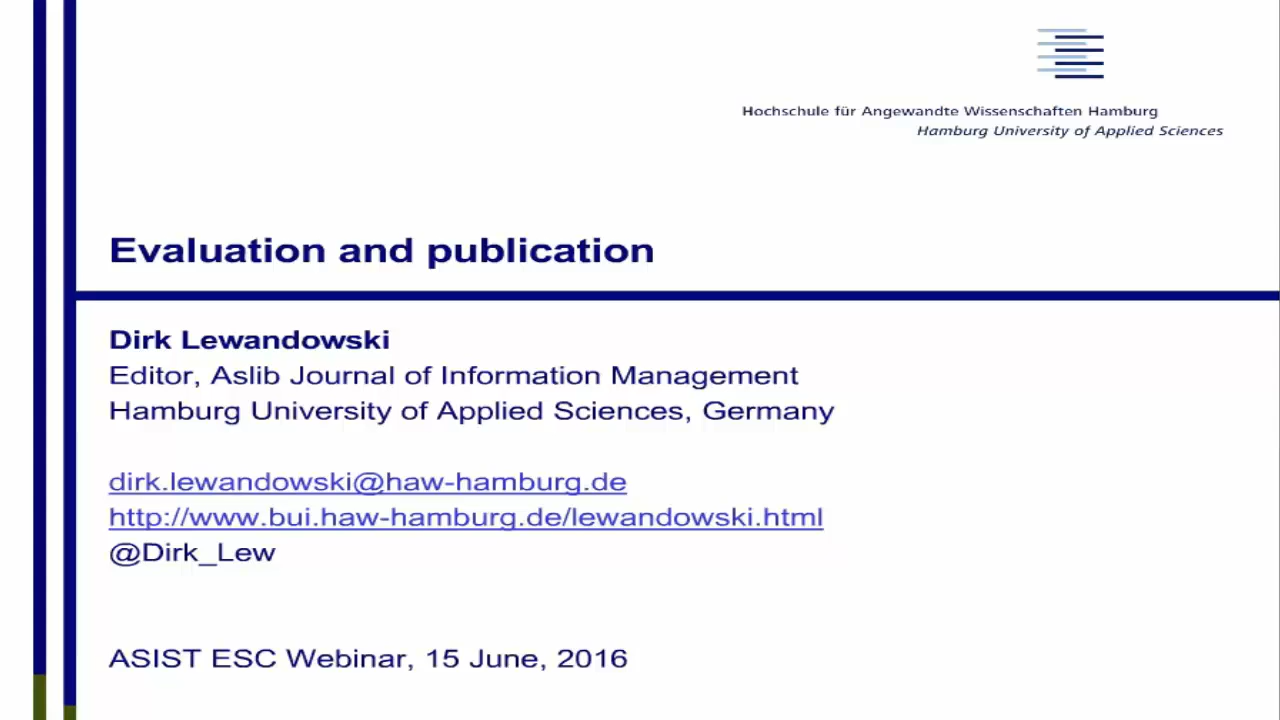 Hochschule für Angewandte Wissenschaften Hamburg
Hamburg University of Applied Sciences
Evaluation and publication
Dirk Lewandowski
Editor, Aslib Journal of Information Management
Hamburg University of Applied Sciences, Germany
dirk.lewandowski@haw-hamburg.de
http://www.bui.haw-hamburg.de/lewandowski.html
@Dirk_Lew
ASIST ESC Webinar, 15 June, 2016